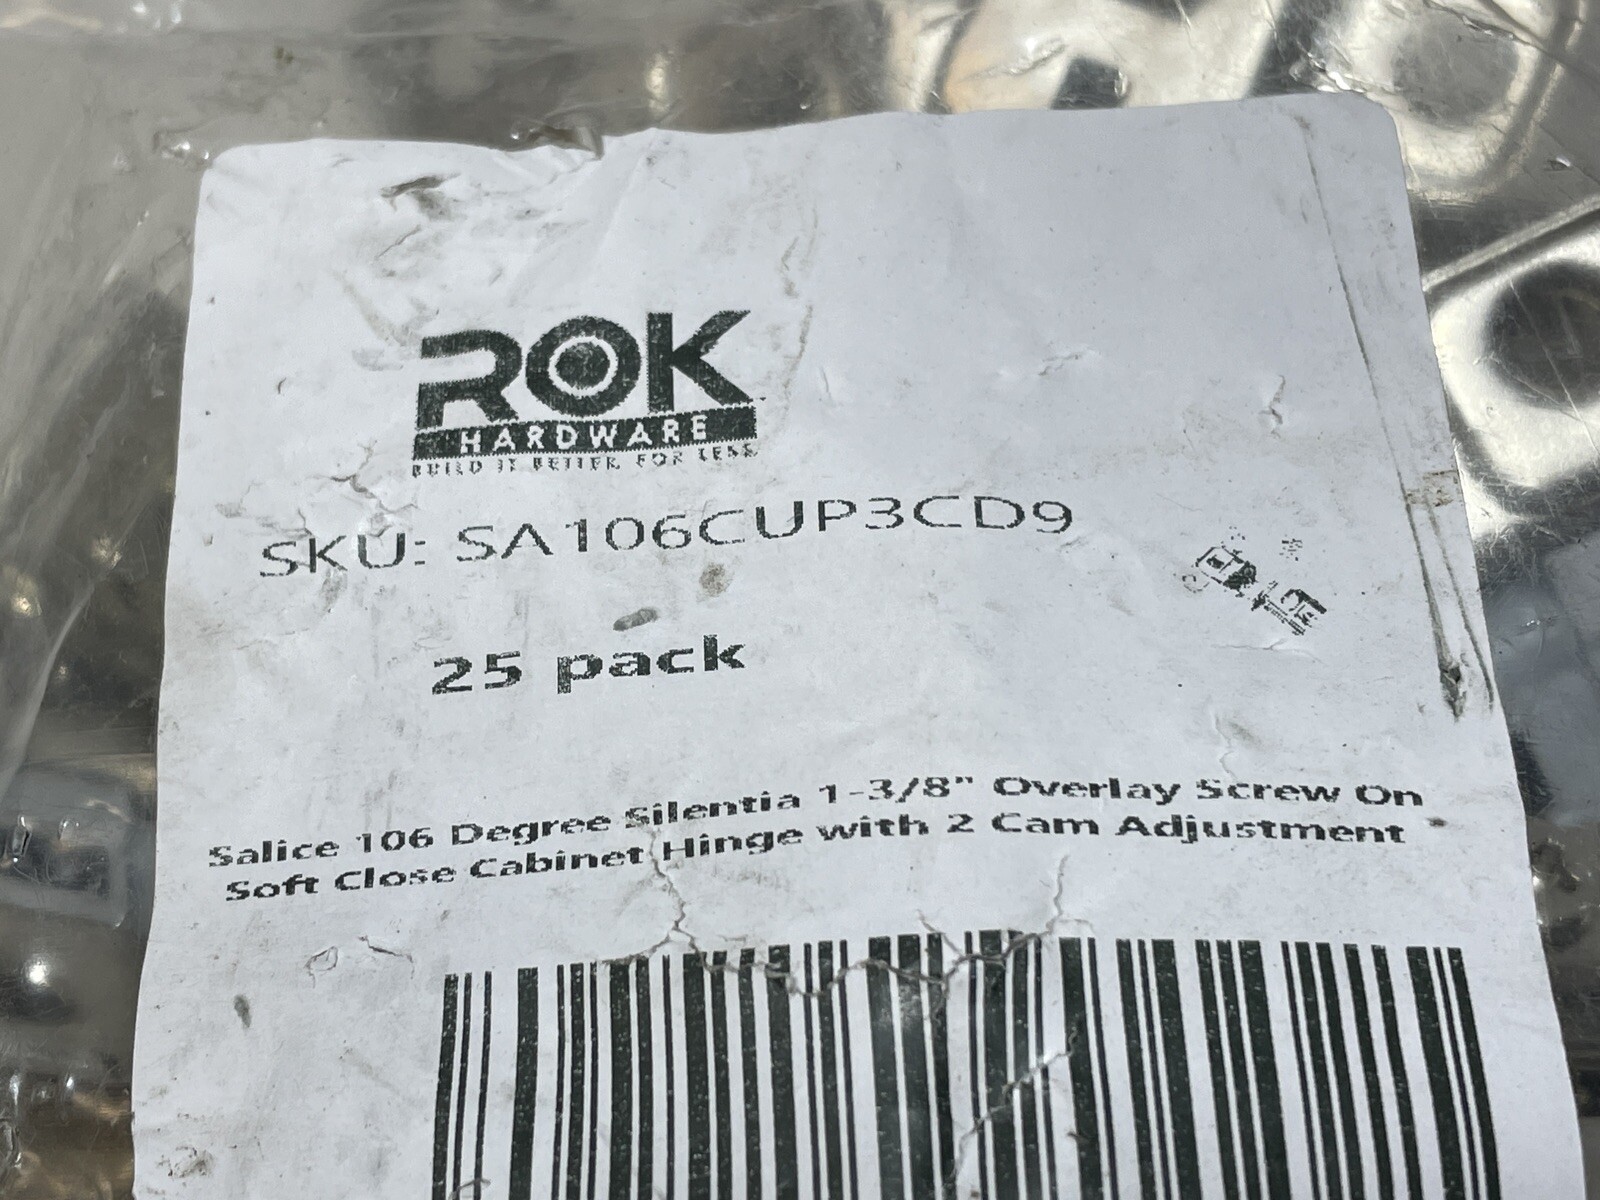 ROK
HARDWARE
BUILD IT BETTER, FOR LESS.
SKU: SA106CUP3CD9
25 pack
Salice 106 Degree Silentia 1-3/8" Overlay Screw On
Soft Close Cabinet Hinge with 2 Cam Adjustment